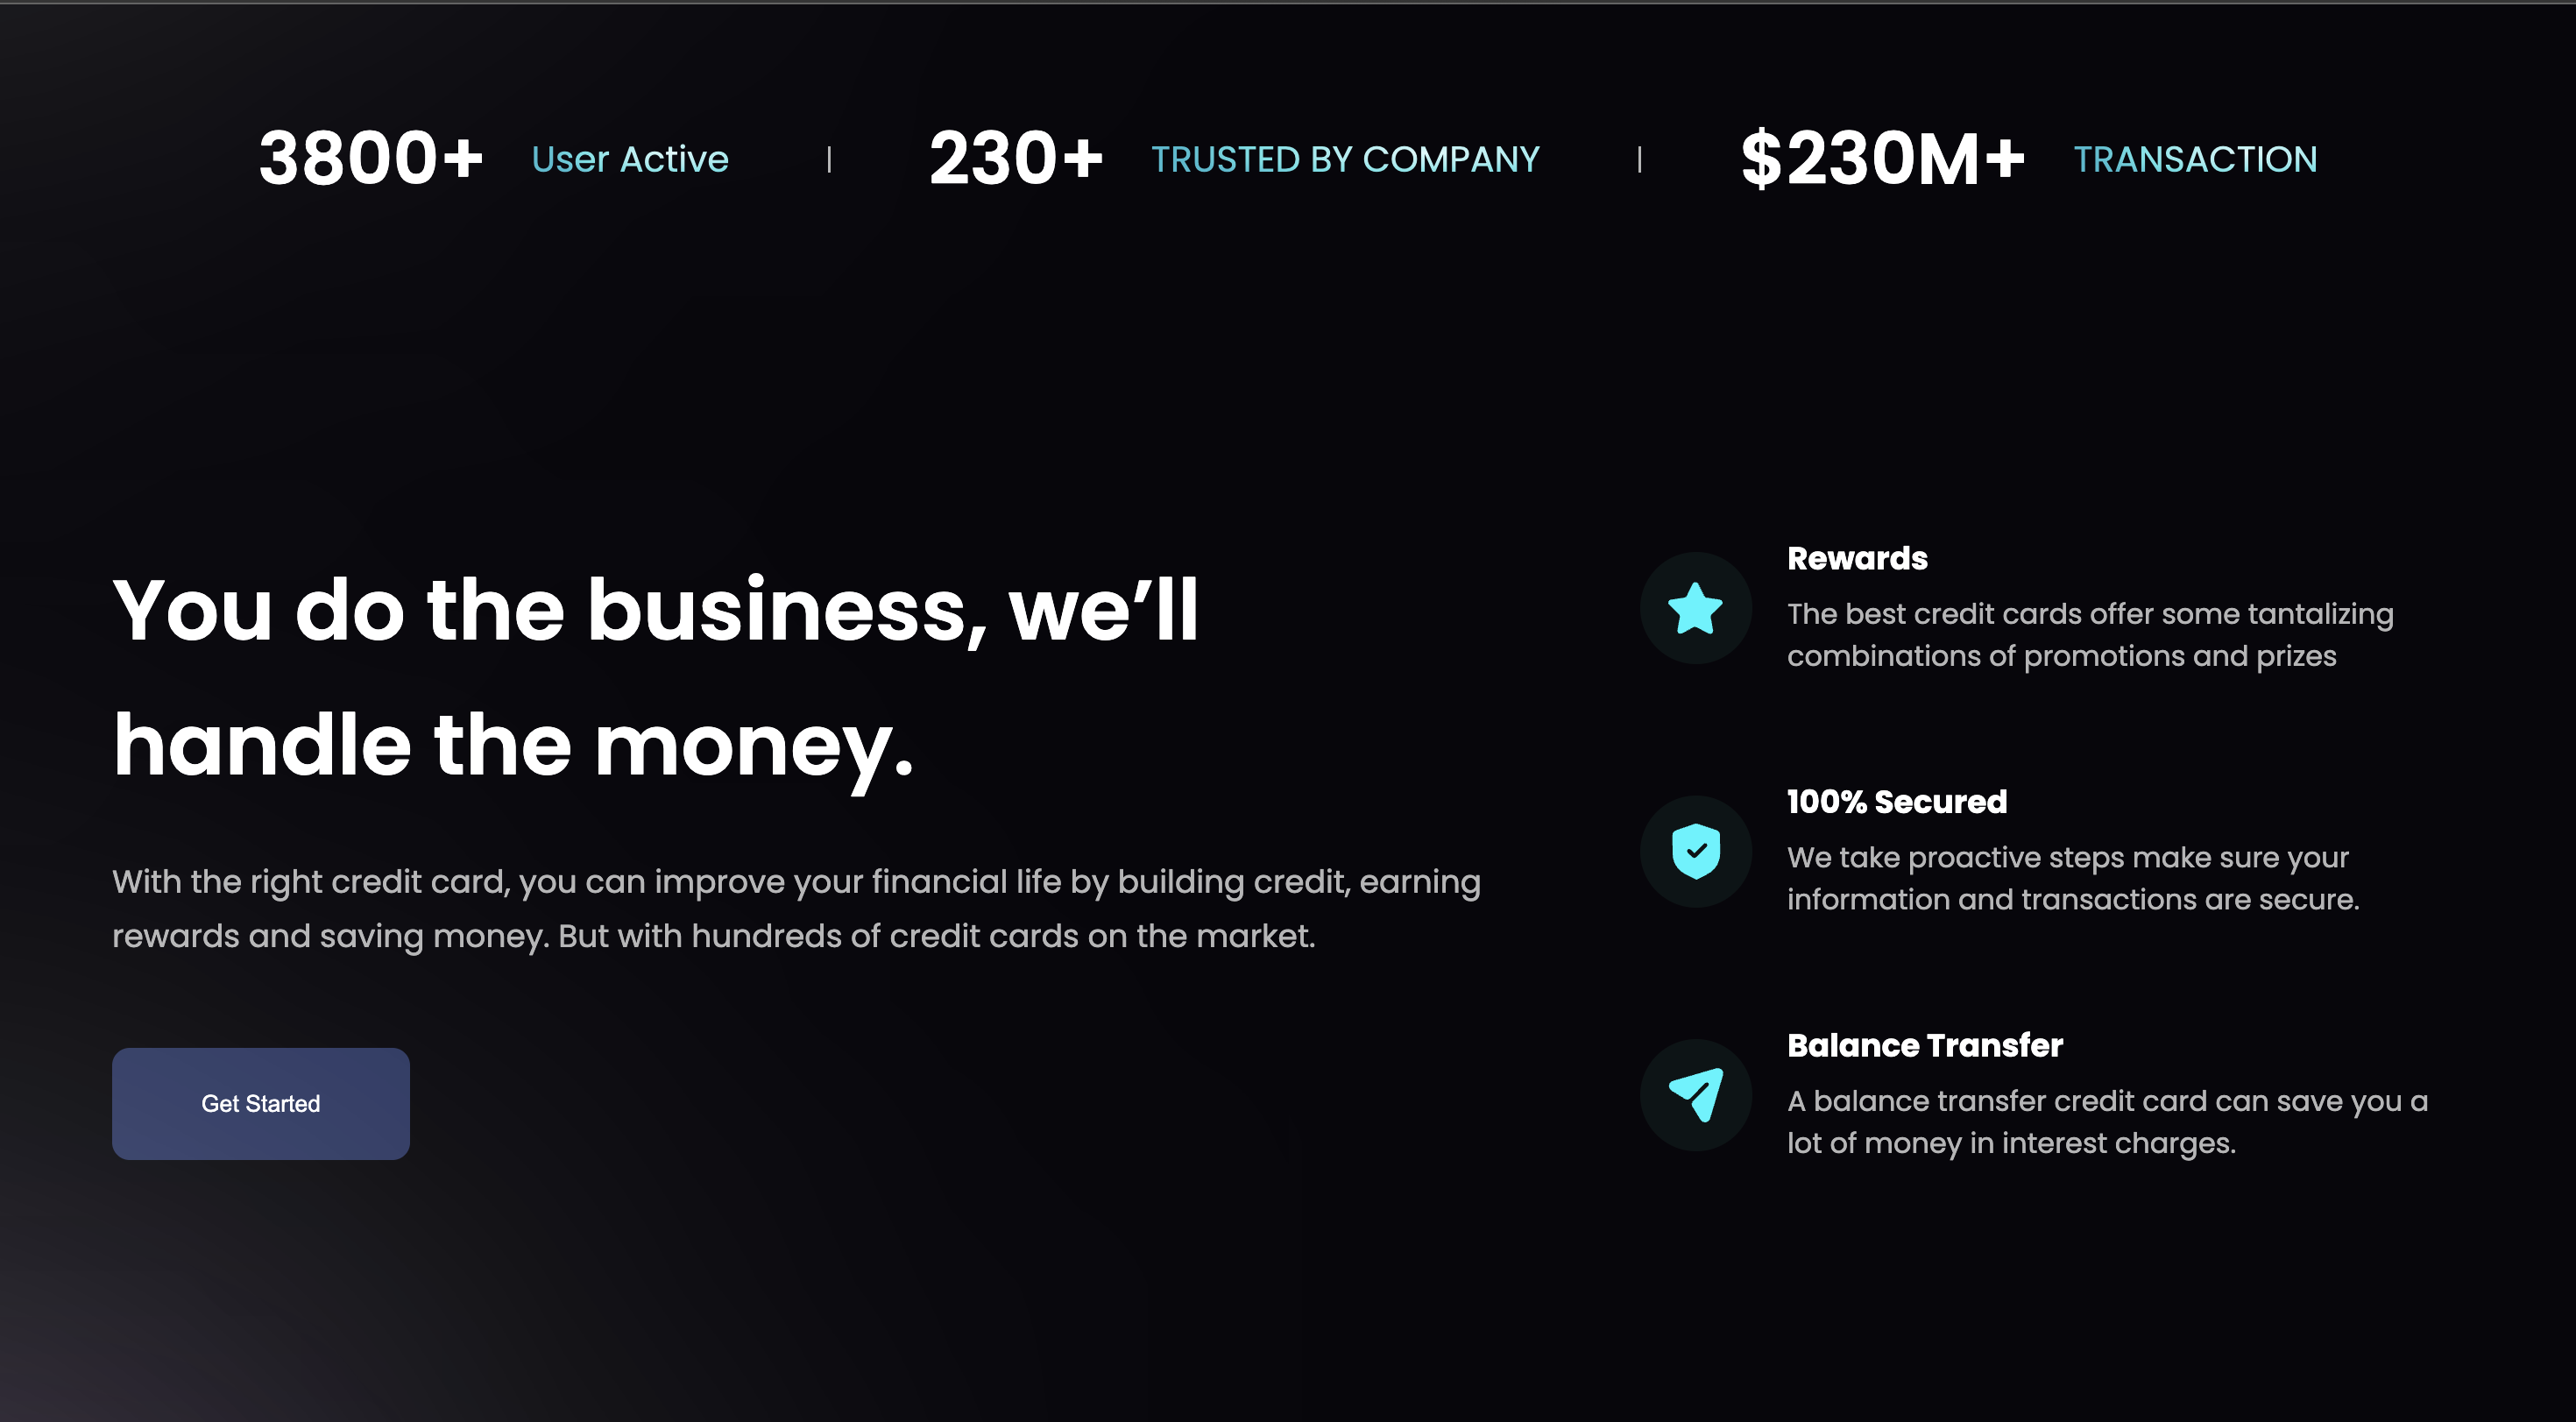 3800+ User Active | 230+ TRUSTED BY COMPANY | $230M+ TRANSACTION
You do the business, we’ll
handle the money.
With the right credit card, you can improve your financial life by building credit, earning
rewards and saving money. But with hundreds of credit cards on the market.
Get Started
Rewards
The best credit cards offer some tantalizing
combinations of promotions and prizes
100% Secured
We take proactive steps make sure your
information and transactions are secure.
Balance Transfer
A balance transfer credit card can save you a
lot of money in interest charges.